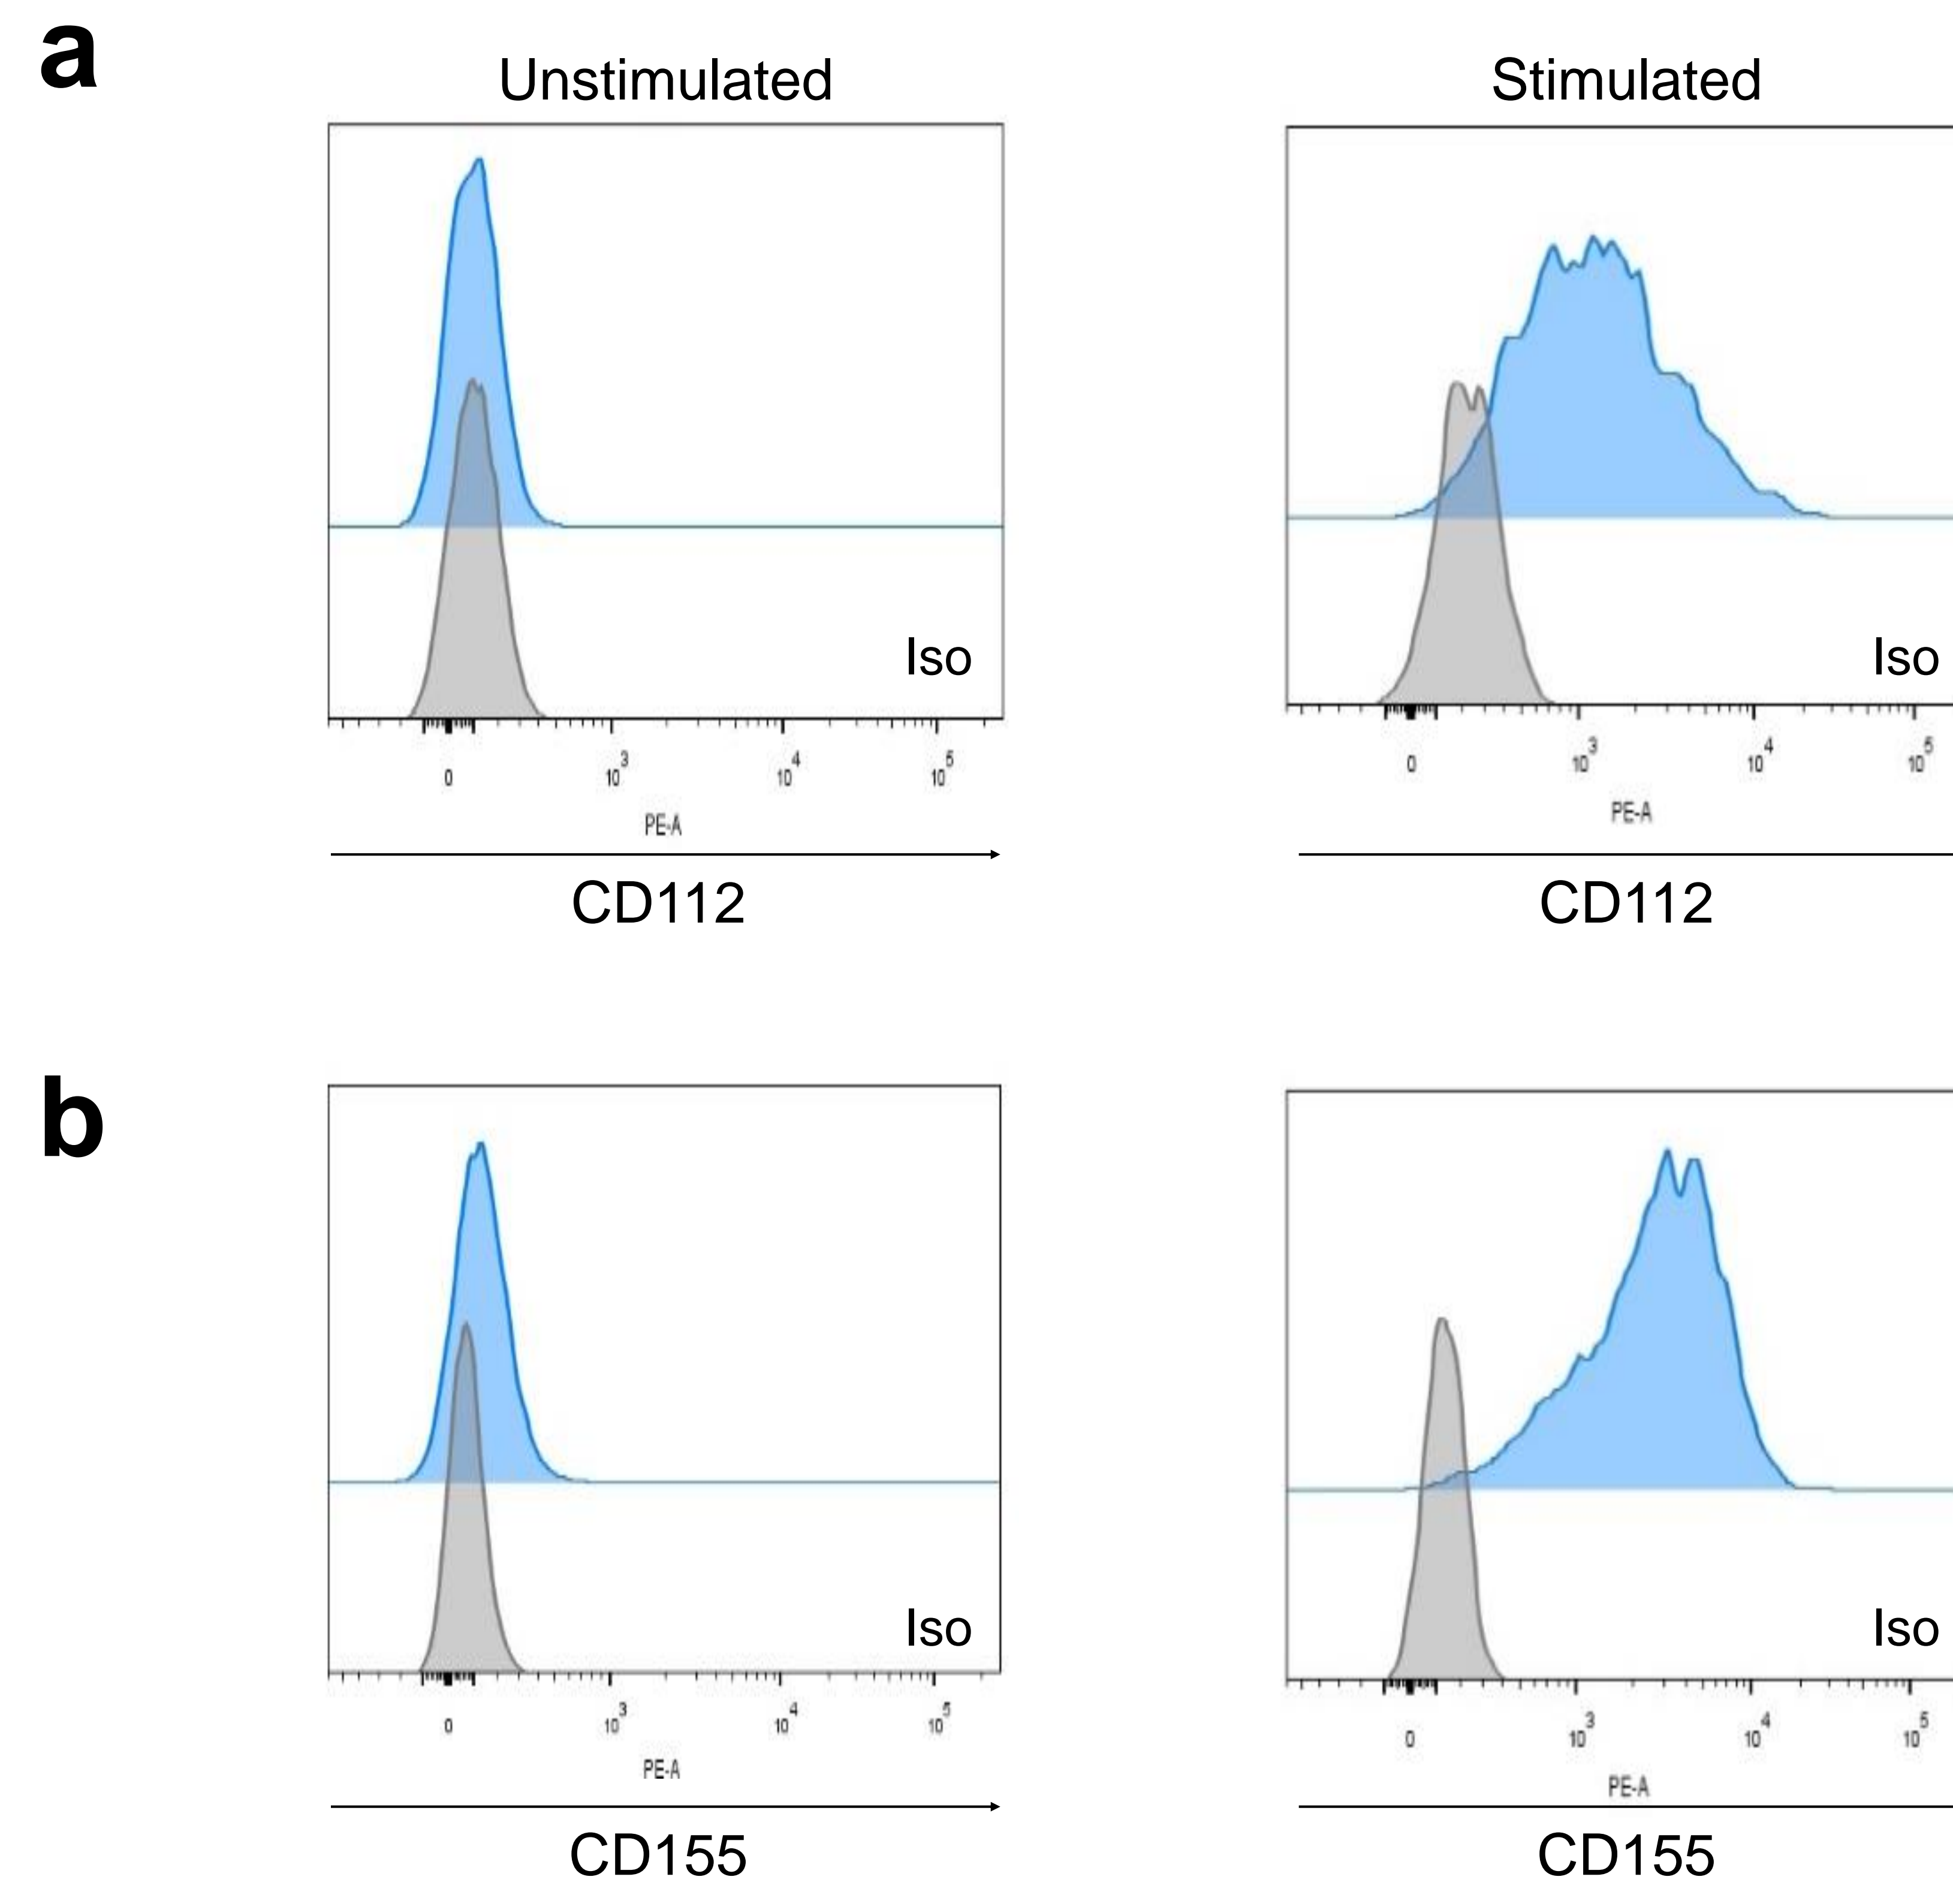 a
Unstimulated
Stimulated
Iso
Iso
0 10^3 10^4 10^5
0 10^3 10^4 10^5
PE-A
PE-A
CD112
CD112
b
Iso
Iso
0 10^3 10^4 10^5
0 10^3 10^4 10^5
PE-A
PE-A
CD155
CD155